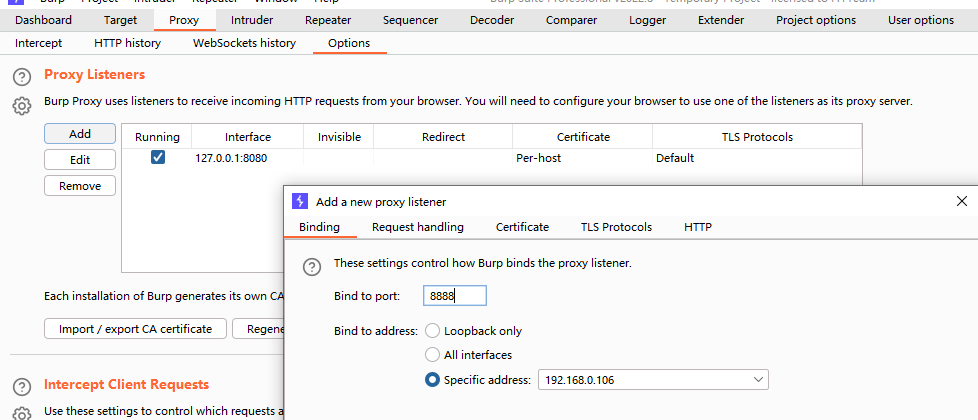 Burp Project Intruder Repeater Window Help
Dashboard Target Proxy Intruder Repeater Sequencer Decoder Comparer Logger Extender Project options User options
Intercept HTTP history WebSockets history Options
Proxy Listeners
Burp Proxy uses listeners to receive incoming HTTP requests from your browser. You will need to configure your browser to use one of the listeners as its proxy server.
Add
Running Interface Invisible Redirect Certificate TLS Protocols
Edit
127.0.0.1:8080 Per-host Default
Remove
Add a new proxy listener
Binding Request handling Certificate TLS Protocols HTTP
These settings control how Burp binds the proxy listener.
Bind to port: 8888
Each installation of Burp generates its own CA
Bind to address: Loopback only
Import / export CA certificate Regene
All interfaces
Specific address: 192.168.0.106
Intercept Client Requests
Use these settings to control which requests a